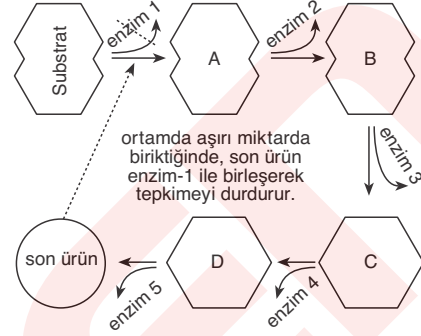 Substrat
enzim 1
A
enzim 2
B
ortamda aşırı miktarda
biriktiğinde, son ürün
enzim-1 ile birleşerek
tepkimeyi durdurur.
enzim 3
son ürün
enzim 5
D
enzim 4
C